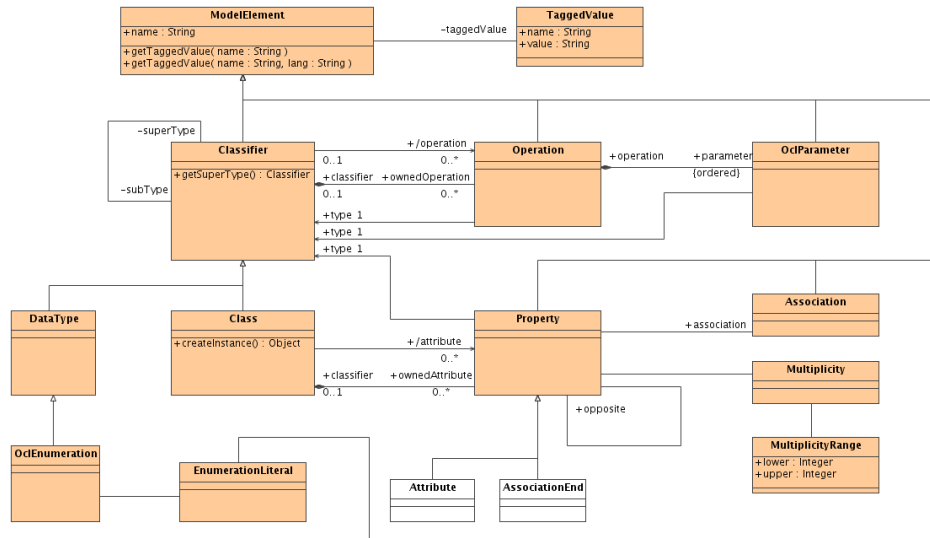 ModelElement
+name : String
+getTaggedValue( name : String )
+getTaggedValue( name : String, lang : String )
-taggedValue
TaggedValue
+name : String
+value : String
-superType
-subType
Classifier
+getSuperType() : Classifier
+/operation
0..1
0..*
+classifier
+ownedOperation
0..1
0..*
+type 1
+type 1
+type 1
Operation
+operation
+parameter
{ordered}
OclParameter
DataType
Class
+createInstance() : Object
+/attribute
0..*
+classifier
+ownedAttribute
0..1
0..*
Property
+association
Association
+opposite
Multiplicity
MultiplicityRange
+lower : Integer
+upper : Integer
OclEnumeration
EnumerationLiteral
Attribute
AssociationEnd